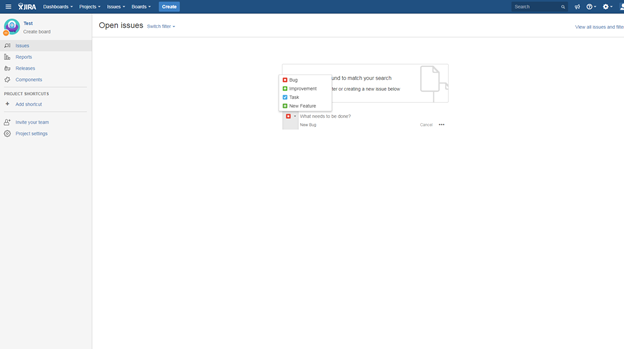 JIRA Dashboards Projects Issues Boards Create Search
Test
Create board
Open issues Switch filter
View all issues and filte
Issues
Reports
Releases
Components
PROJECT SHORTCUTS
Add shortcut
Invite your team
Project settings
und to match your search
er or creating a new issue below.
Bug
Improvement
Task
New Feature
What needs to be done?
New Bug Cancel